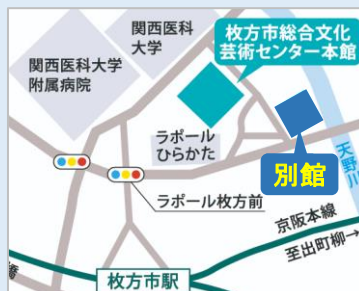 関西医科
大学
関西医科大学
附属病院
枚方市総合文化
芸術センター本館
ラポール
ひらかた
別館
天野川
ラポール枚方前
京阪本線
至出町柳→
橋
枚方市駅